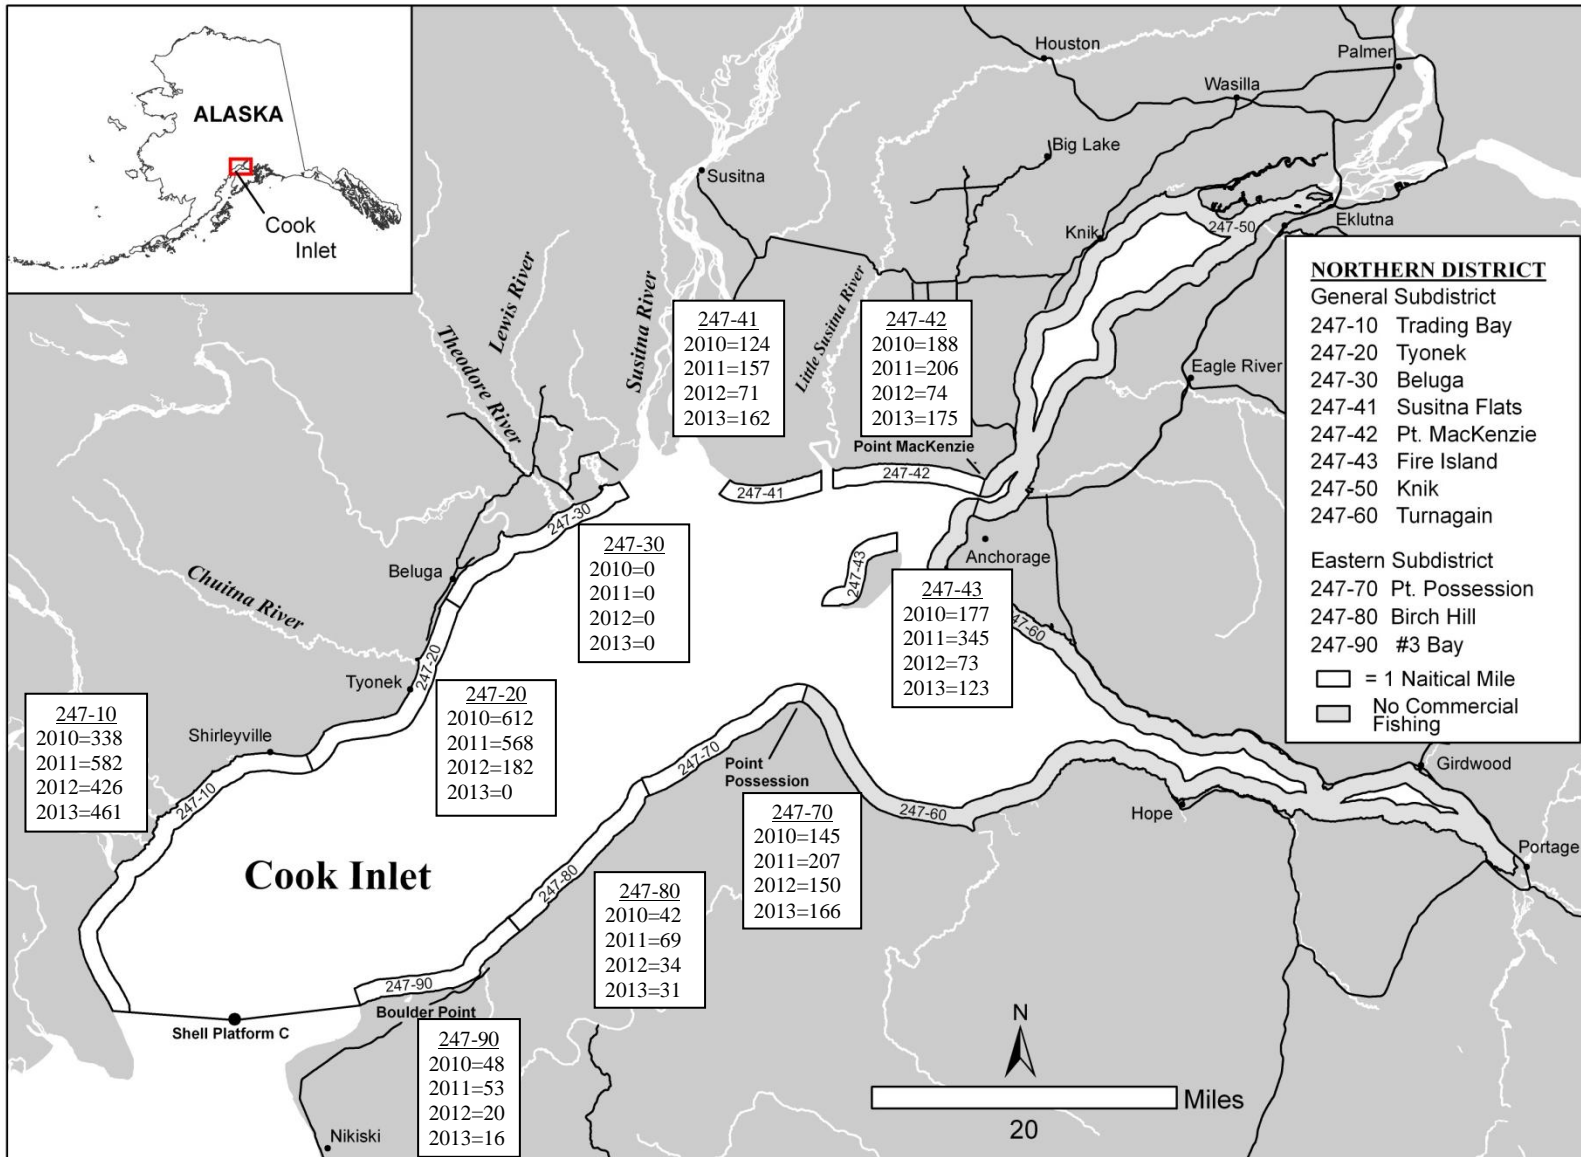 ALASKA
Cook
Inlet
Houston
Palmer
Wasilla
Big Lake
Susitna
Knik
247-50
Eklutna
Theodore River
Lewis River
Susitna River
Little Susitna River
Eagle River
NORTHERN DISTRICT
General Subdistrict
247-10 Trading Bay
247-20 Tyonek
247-30 Beluga
247-41 Susitna Flats
247-42 Pt. MacKenzie
247-43 Fire Island
247-50 Knik
247-60 Turnagain
Eastern Subdistrict
247-70 Pt. Possession
247-80 Birch Hill
247-90 #3 Bay
= 1 Naitical Mile
No Commercial
Fishing
247-41
2010=124
2011=157
2012=71
2013=162
247-42
2010=188
2011=206
2012=74
2013=175
Point MacKenzie
247-41
247-42
247-30
247-43
Anchorage
Beluga
Chuitna River
247-30
2010=0
2011=0
2012=0
2013=0
247-43
2010=177
2011=345
2012=73
2013=123
247-60
247-20
Tyonek
247-20
2010=612
2011=568
2012=182
2013=0
247-10
2010=338
2011=582
2012=426
2013=461
Shirleyville
247-10
247-70
Point
Possession
247-60
Hope
Girdwood
Portage
247-70
2010=145
2011=207
2012=150
2013=166
Cook Inlet
247-80
247-80
2010=42
2011=69
2012=34
2013=31
247-90
Boulder Point
Shell Platform C
247-90
2010=48
2011=53
2012=20
2013=16
Nikiski
N
Miles
20